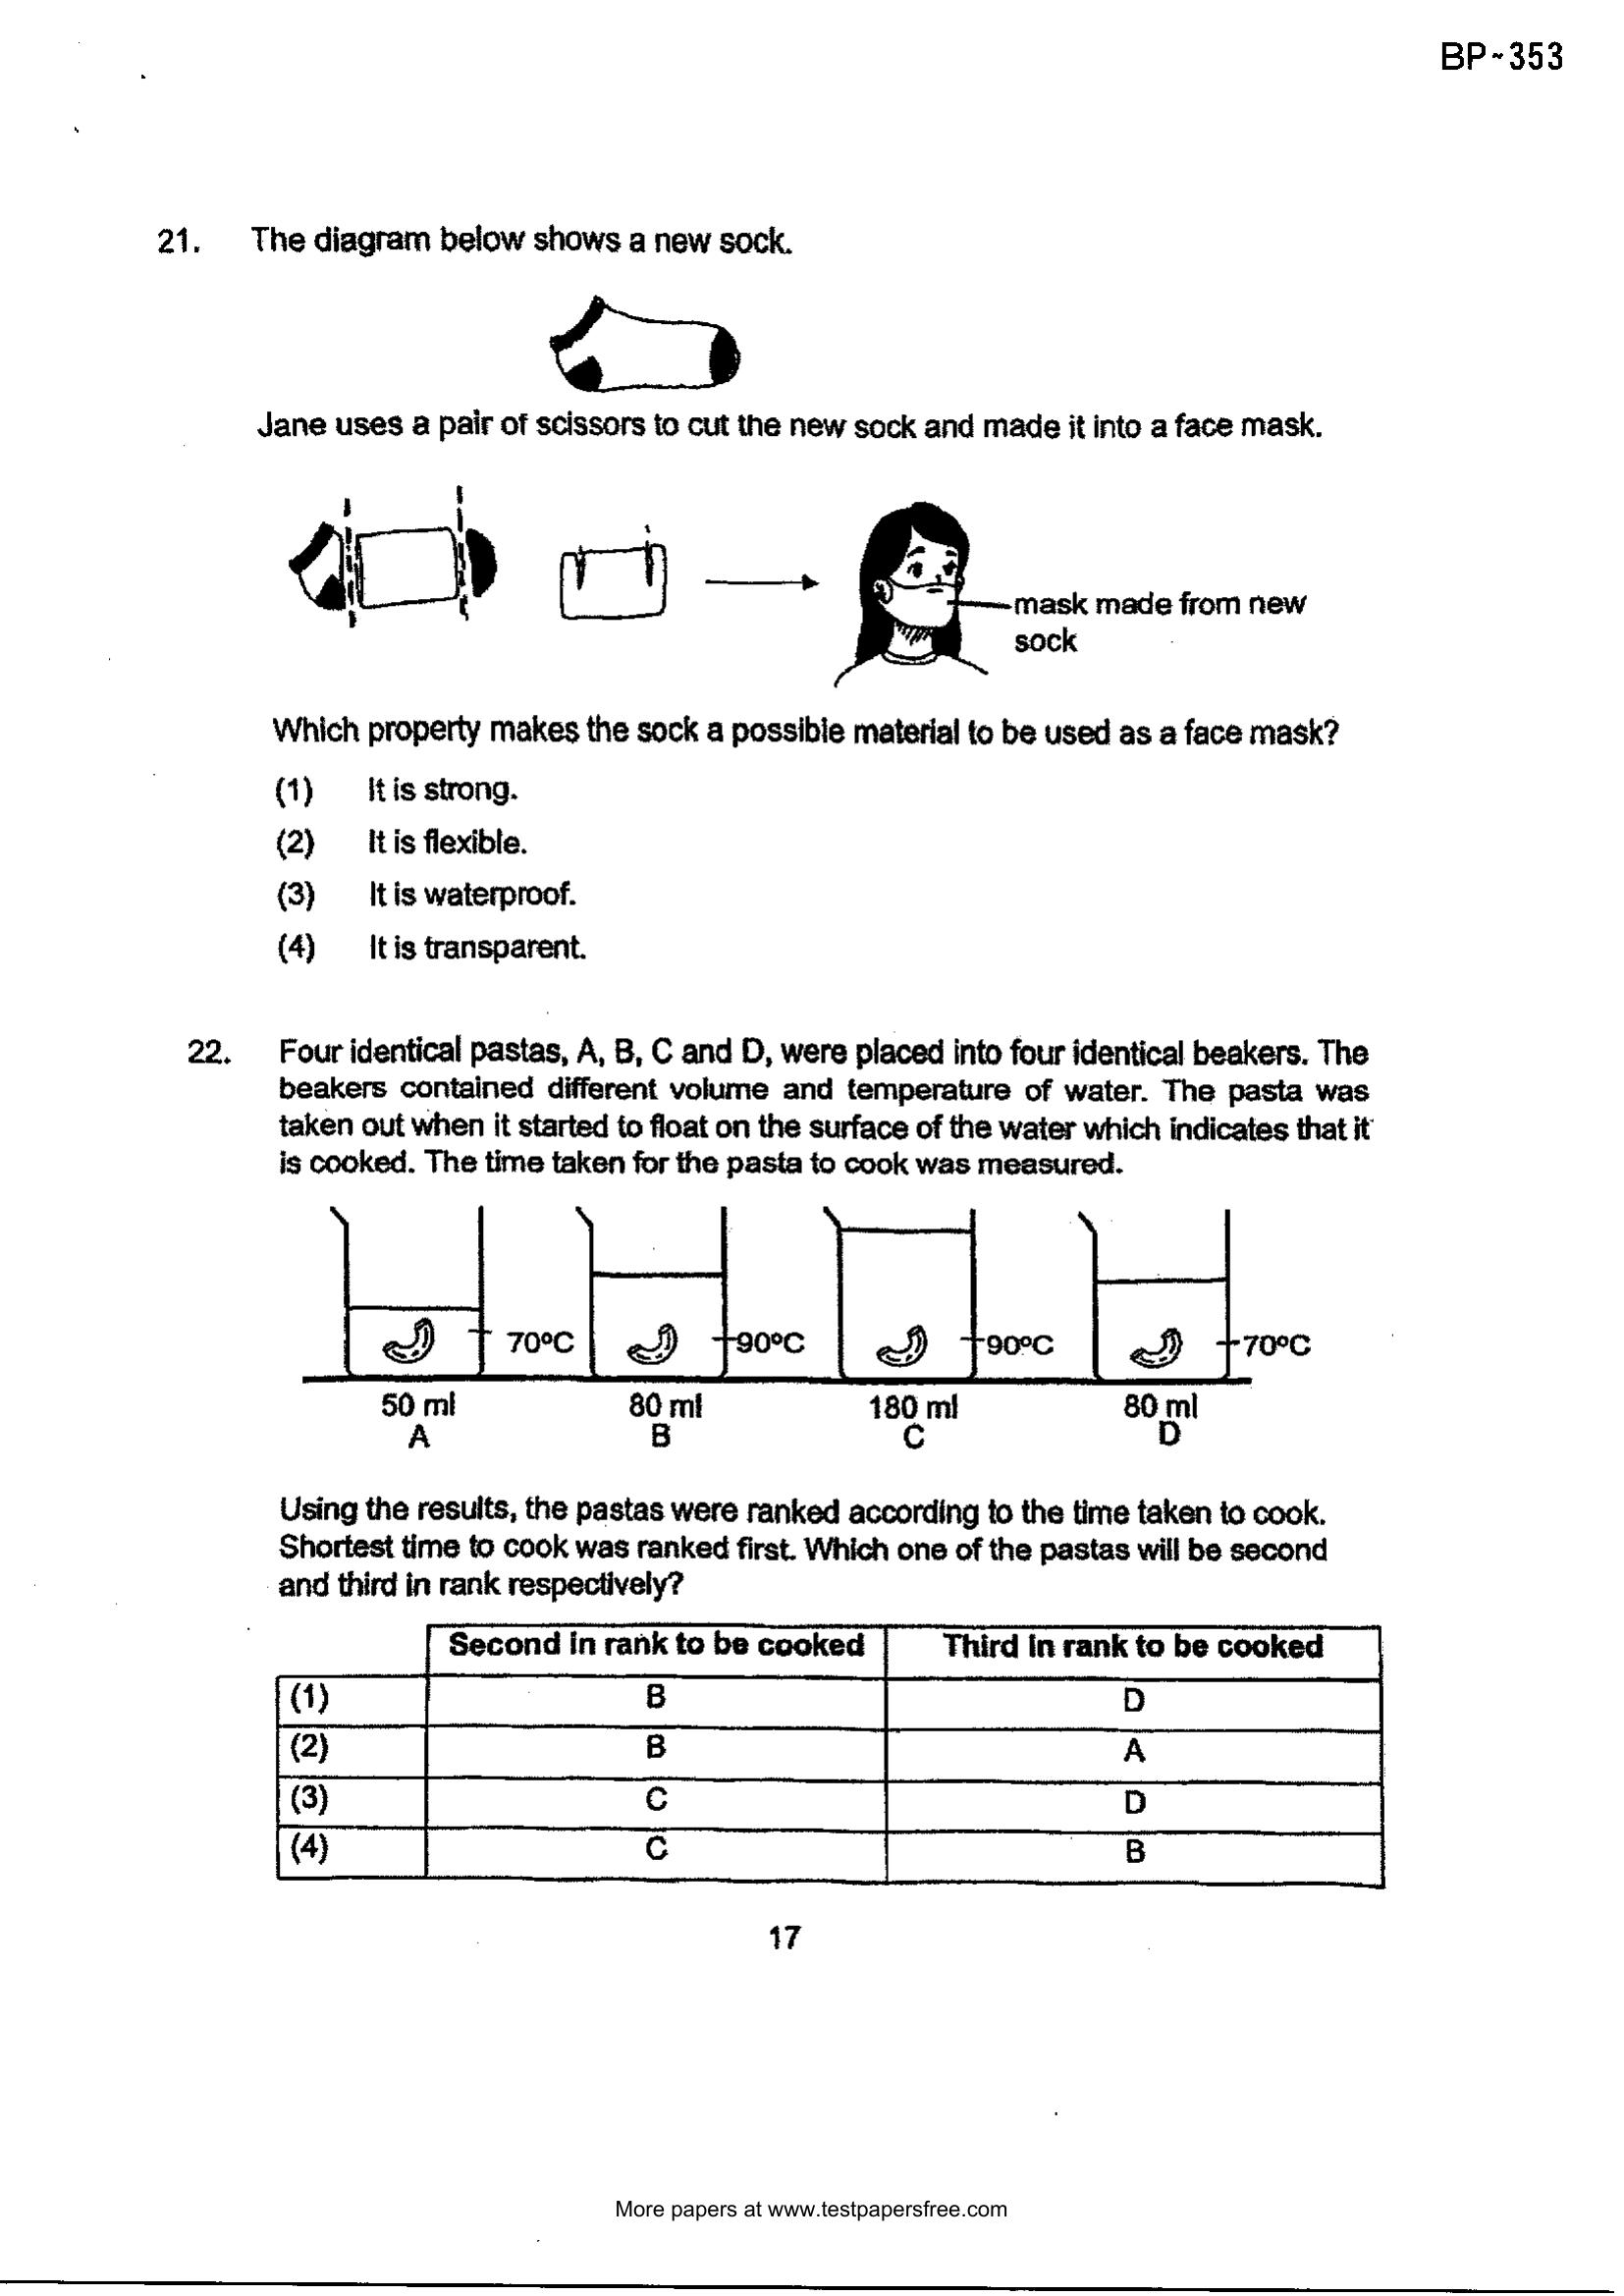 BP~353
21. The diagram below shows a new sock.
Jane uses a pair of scissors to cut the new sock and made it into a face mask.
mask made from new
sock
Which property makes the sock a possible material to be used as a face mask?
(1) It is strong.
(2) It is flexible.
(3) It is waterproof.
(4) It is transparent.
22. Four identical pastas, A, B, C and D, were placed into four identical beakers. The
beakers contained different volume and temperature of water. The pasta was
taken out when it started to float on the surface of the water which indicates that it
is cooked. The time taken for the pasta to cook was measured.
70ºC 90ºC 90ºC 70ºC
50 ml 80 ml 180 ml 80 ml
A B C D
Using the results, the pastas were ranked according to the time taken to cook.
Shortest time to cook was ranked first. Which one of the pastas will be second
and third in rank respectively?
Second in rank to be cooked Third in rank to be cooked
(1) B D
(2) B A
(3) C D
(4) C B
17
More papers at www.testpapersfree.com